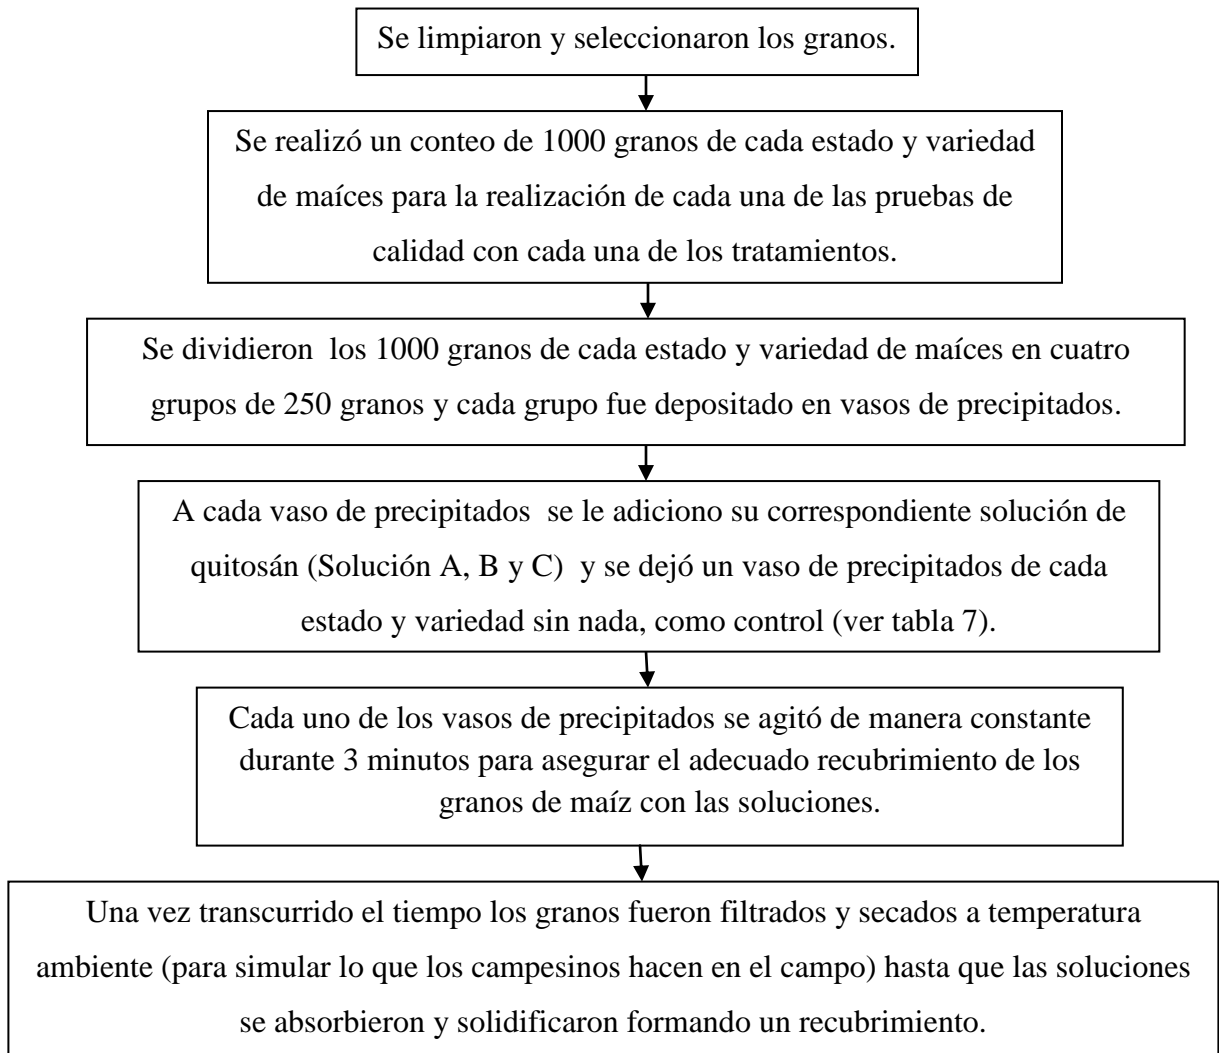 Se limpiaron y seleccionaron los granos.
Se realizó un conteo de 1000 granos de cada estado y variedad
de maíces para la realización de cada una de las pruebas de
calidad con cada una de los tratamientos.
Se dividieron los 1000 granos de cada estado y variedad de maíces en cuatro
grupos de 250 granos y cada grupo fue depositado en vasos de precipitados.
A cada vaso de precipitados se le adiciono su correspondiente solución de
quitosán (Solución A, B y C) y se dejó un vaso de precipitados de cada
estado y variedad sin nada, como control (ver tabla 7).
Cada uno de los vasos de precipitados se agitó de manera constante
durante 3 minutos para asegurar el adecuado recubrimiento de los
granos de maíz con las soluciones.
Una vez transcurrido el tiempo los granos fueron filtrados y secados a temperatura
ambiente (para simular lo que los campesinos hacen en el campo) hasta que las soluciones
se absorbieron y solidificaron formando un recubrimiento.